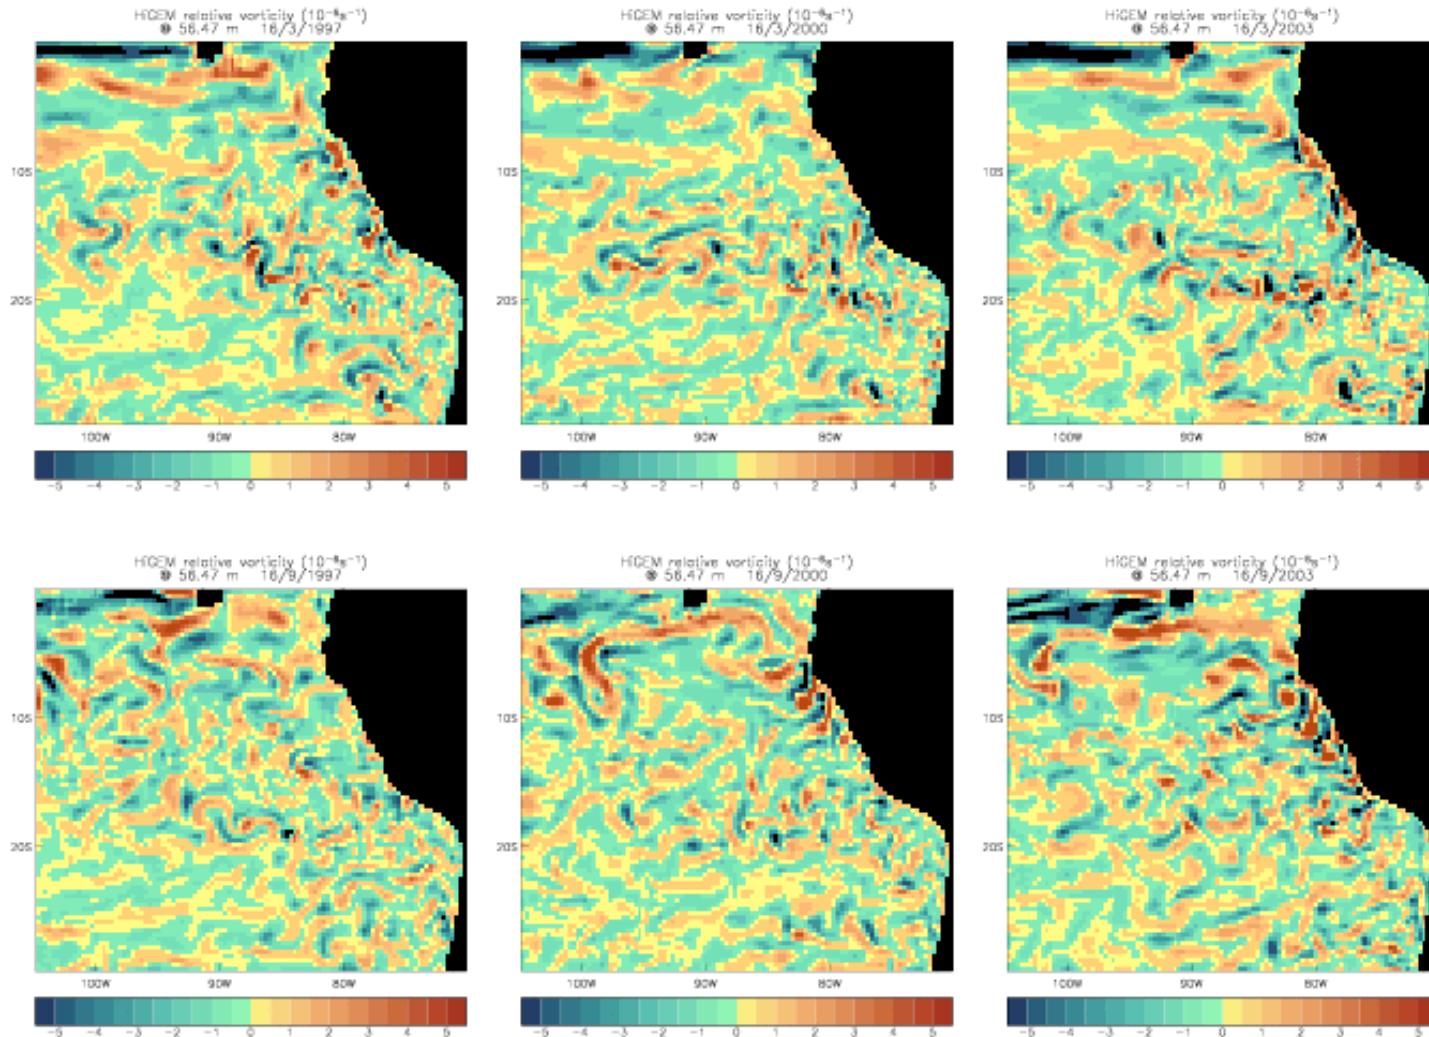 HiGEM relative vorticity (10⁻⁶s⁻¹)
@ 56.47 m 16/3/1997
10S
20S
100W 90W 80W
-5 -4 -3 -2 -1 0 1 2 3 4 5
HiGEM relative vorticity (10⁻⁶s⁻¹)
@ 56.47 m 16/3/2000
10S
20S
100W 90W 80W
-5 -4 -3 -2 -1 0 1 2 3 4 5
HiGEM relative vorticity (10⁻⁶s⁻¹)
@ 56.47 m 16/3/2003
10S
20S
100W 90W 80W
-5 -4 -3 -2 -1 0 1 2 3 4 5
HiGEM relative vorticity (10⁻⁶s⁻¹)
@ 56.47 m 16/9/1997
10S
20S
100W 90W 80W
-5 -4 -3 -2 -1 0 1 2 3 4 5
HiGEM relative vorticity (10⁻⁶s⁻¹)
@ 56.47 m 16/9/2000
10S
20S
100W 90W 80W
-5 -4 -3 -2 -1 0 1 2 3 4 5
HiGEM relative vorticity (10⁻⁶s⁻¹)
@ 56.47 m 16/9/2003
10S
20S
100W 90W 80W
-5 -4 -3 -2 -1 0 1 2 3 4 5